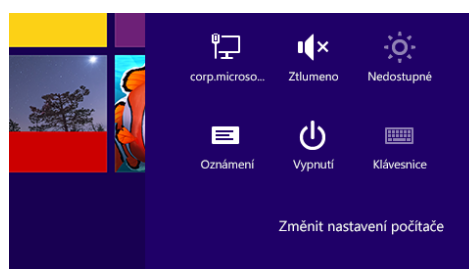 corp.microso...
Ztlumeno
Nedostupné
Oznámení
Vypnutí
Klávesnice
Změnit nastavení počítače